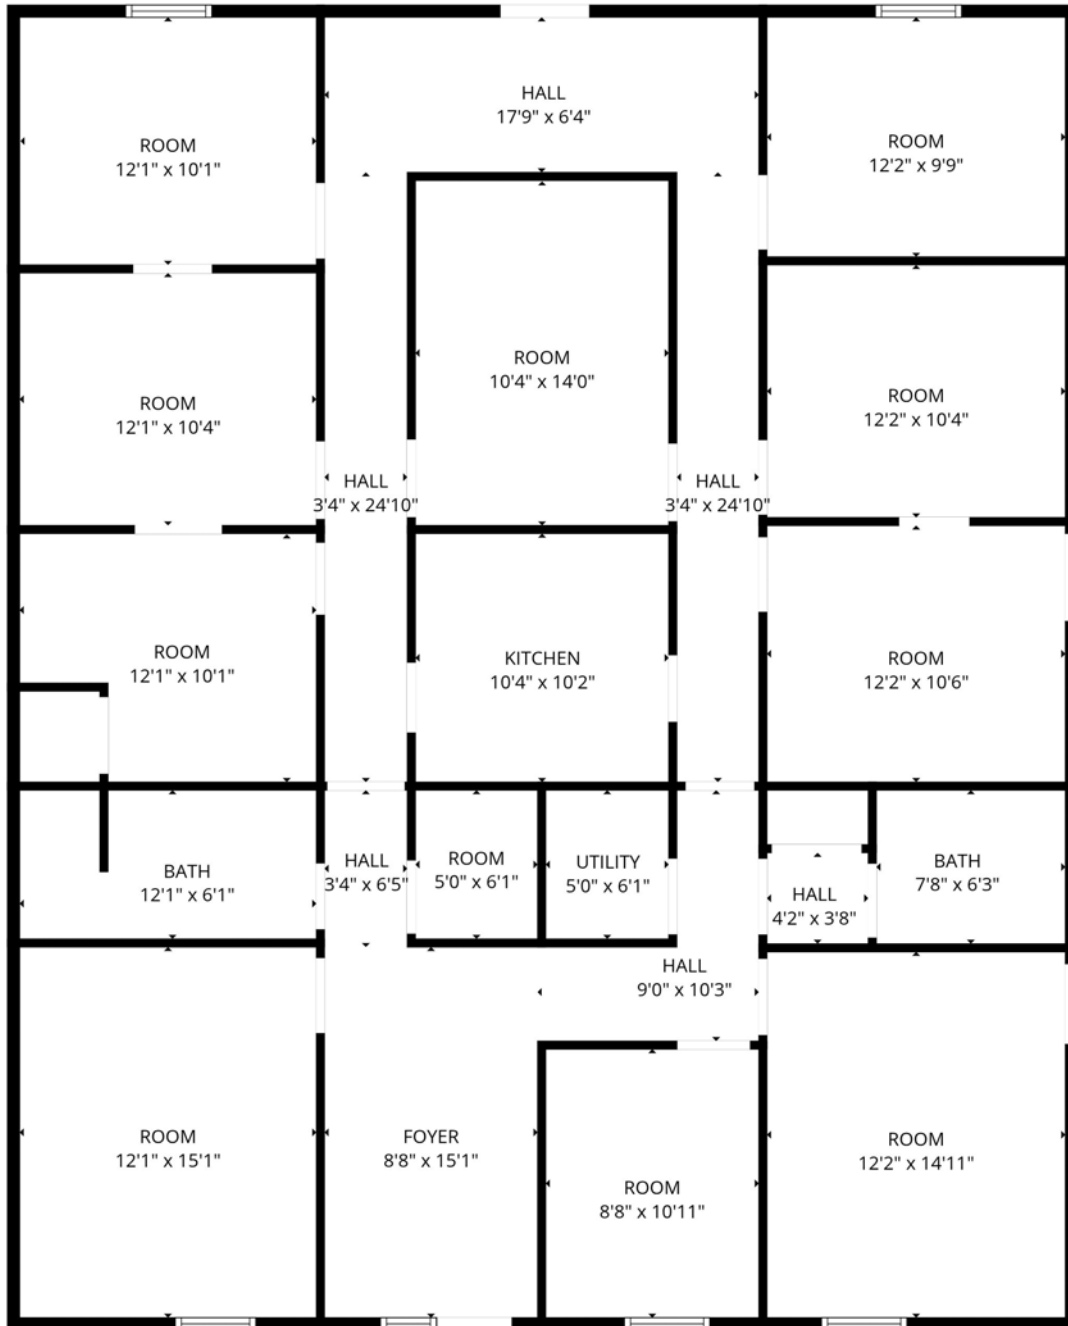 HALL
17'9" x 6'4"
ROOM
12'1" x 10'1"
ROOM
12'2" x 9'9"
ROOM
10'4" x 14'0"
ROOM
12'1" x 10'4"
ROOM
12'2" x 10'4"
HALL
3'4" x 24'10"
HALL
3'4" x 24'10"
ROOM
12'1" x 10'1"
KITCHEN
10'4" x 10'2"
ROOM
12'2" x 10'6"
BATH
12'1" x 6'1"
HALL
3'4" x 6'5"
ROOM
5'0" x 6'1"
UTILITY
5'0" x 6'1"
HALL
4'2" x 3'8"
BATH
7'8" x 6'3"
HALL
9'0" x 10'3"
ROOM
12'1" x 15'1"
FOYER
8'8" x 15'1"
ROOM
8'8" x 10'11"
ROOM
12'2" x 14'11"